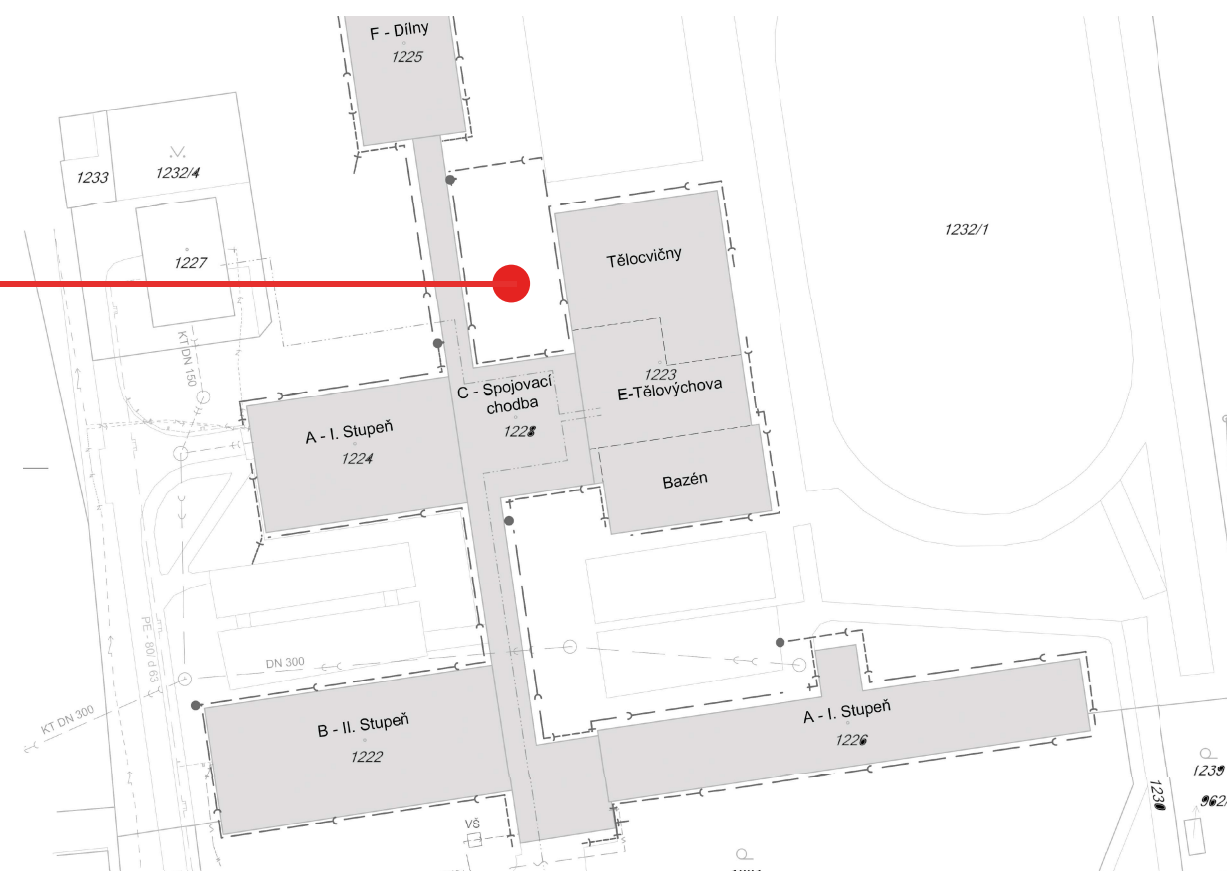 F - Dílny
1225
1233
1232/4
1227
1232/1
Tělocvičny
KT DN 150
1223
E-Tělovýchova
C - Spojovací
chodba
1228
A - I. Stupeň
1224
Bazén
PE - 80/ d 63
DN 300
KT DN 300
B - II. Stupeň
1222
A - I. Stupeň
1226
1239
962/
1230
VŠ